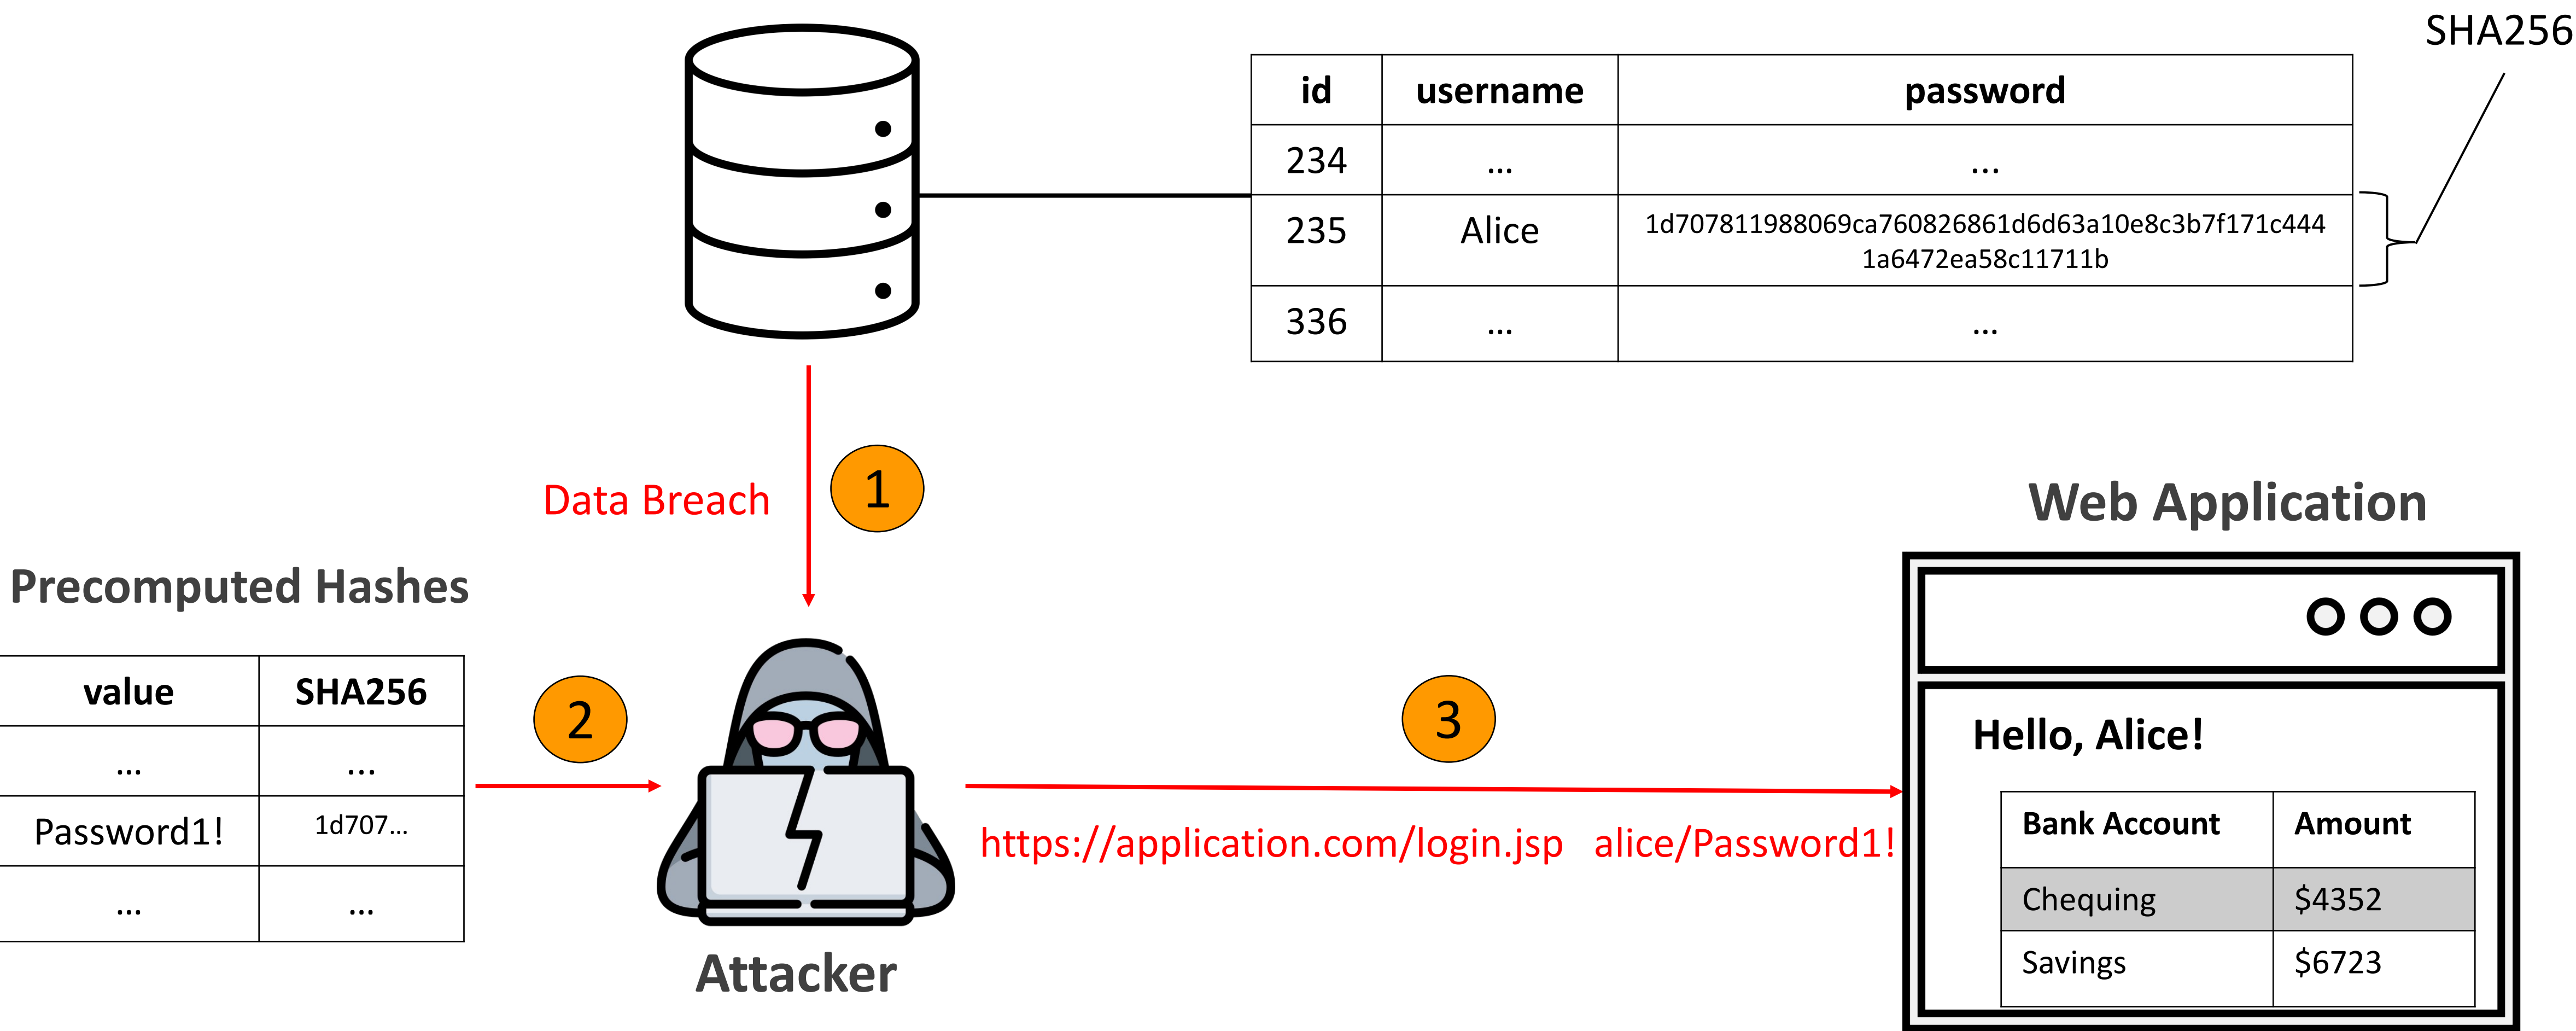 SHA256
id username password
234 ... ...
235 Alice 1d707811988069ca760826861d6d63a10e8c3b7f171c444
1a6472ea58c11711b
336 ... ...
Data Breach
1
Precomputed Hashes
value SHA256
... ...
Password1! 1d707...
... ...
2
Attacker
3
https://application.com/login.jsp alice/Password1!
Web Application
Hello, Alice!
Bank Account Amount
Chequing $4352
Savings $6723